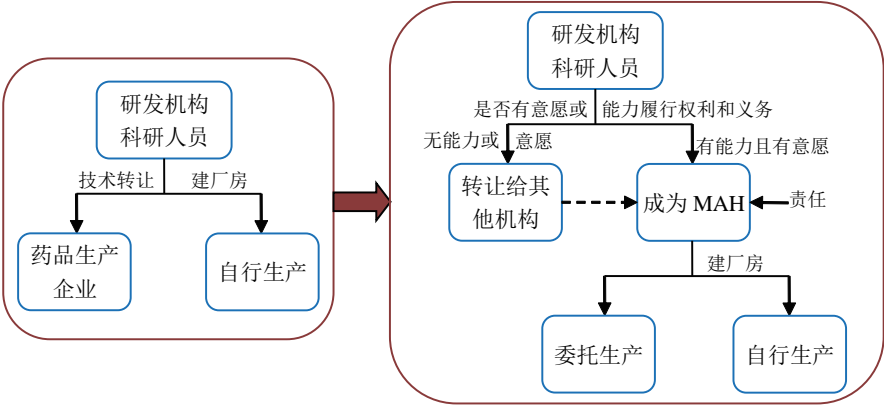 研发机构
科研人员
技术转让
建厂房
药品生产
企业
自行生产
研发机构
科研人员
是否有意愿或
能力履行权利和义务
无能力或
意愿
有能力且有意愿
转让给其
他机构
成为 MAH
责任
建厂房
委托生产
自行生产